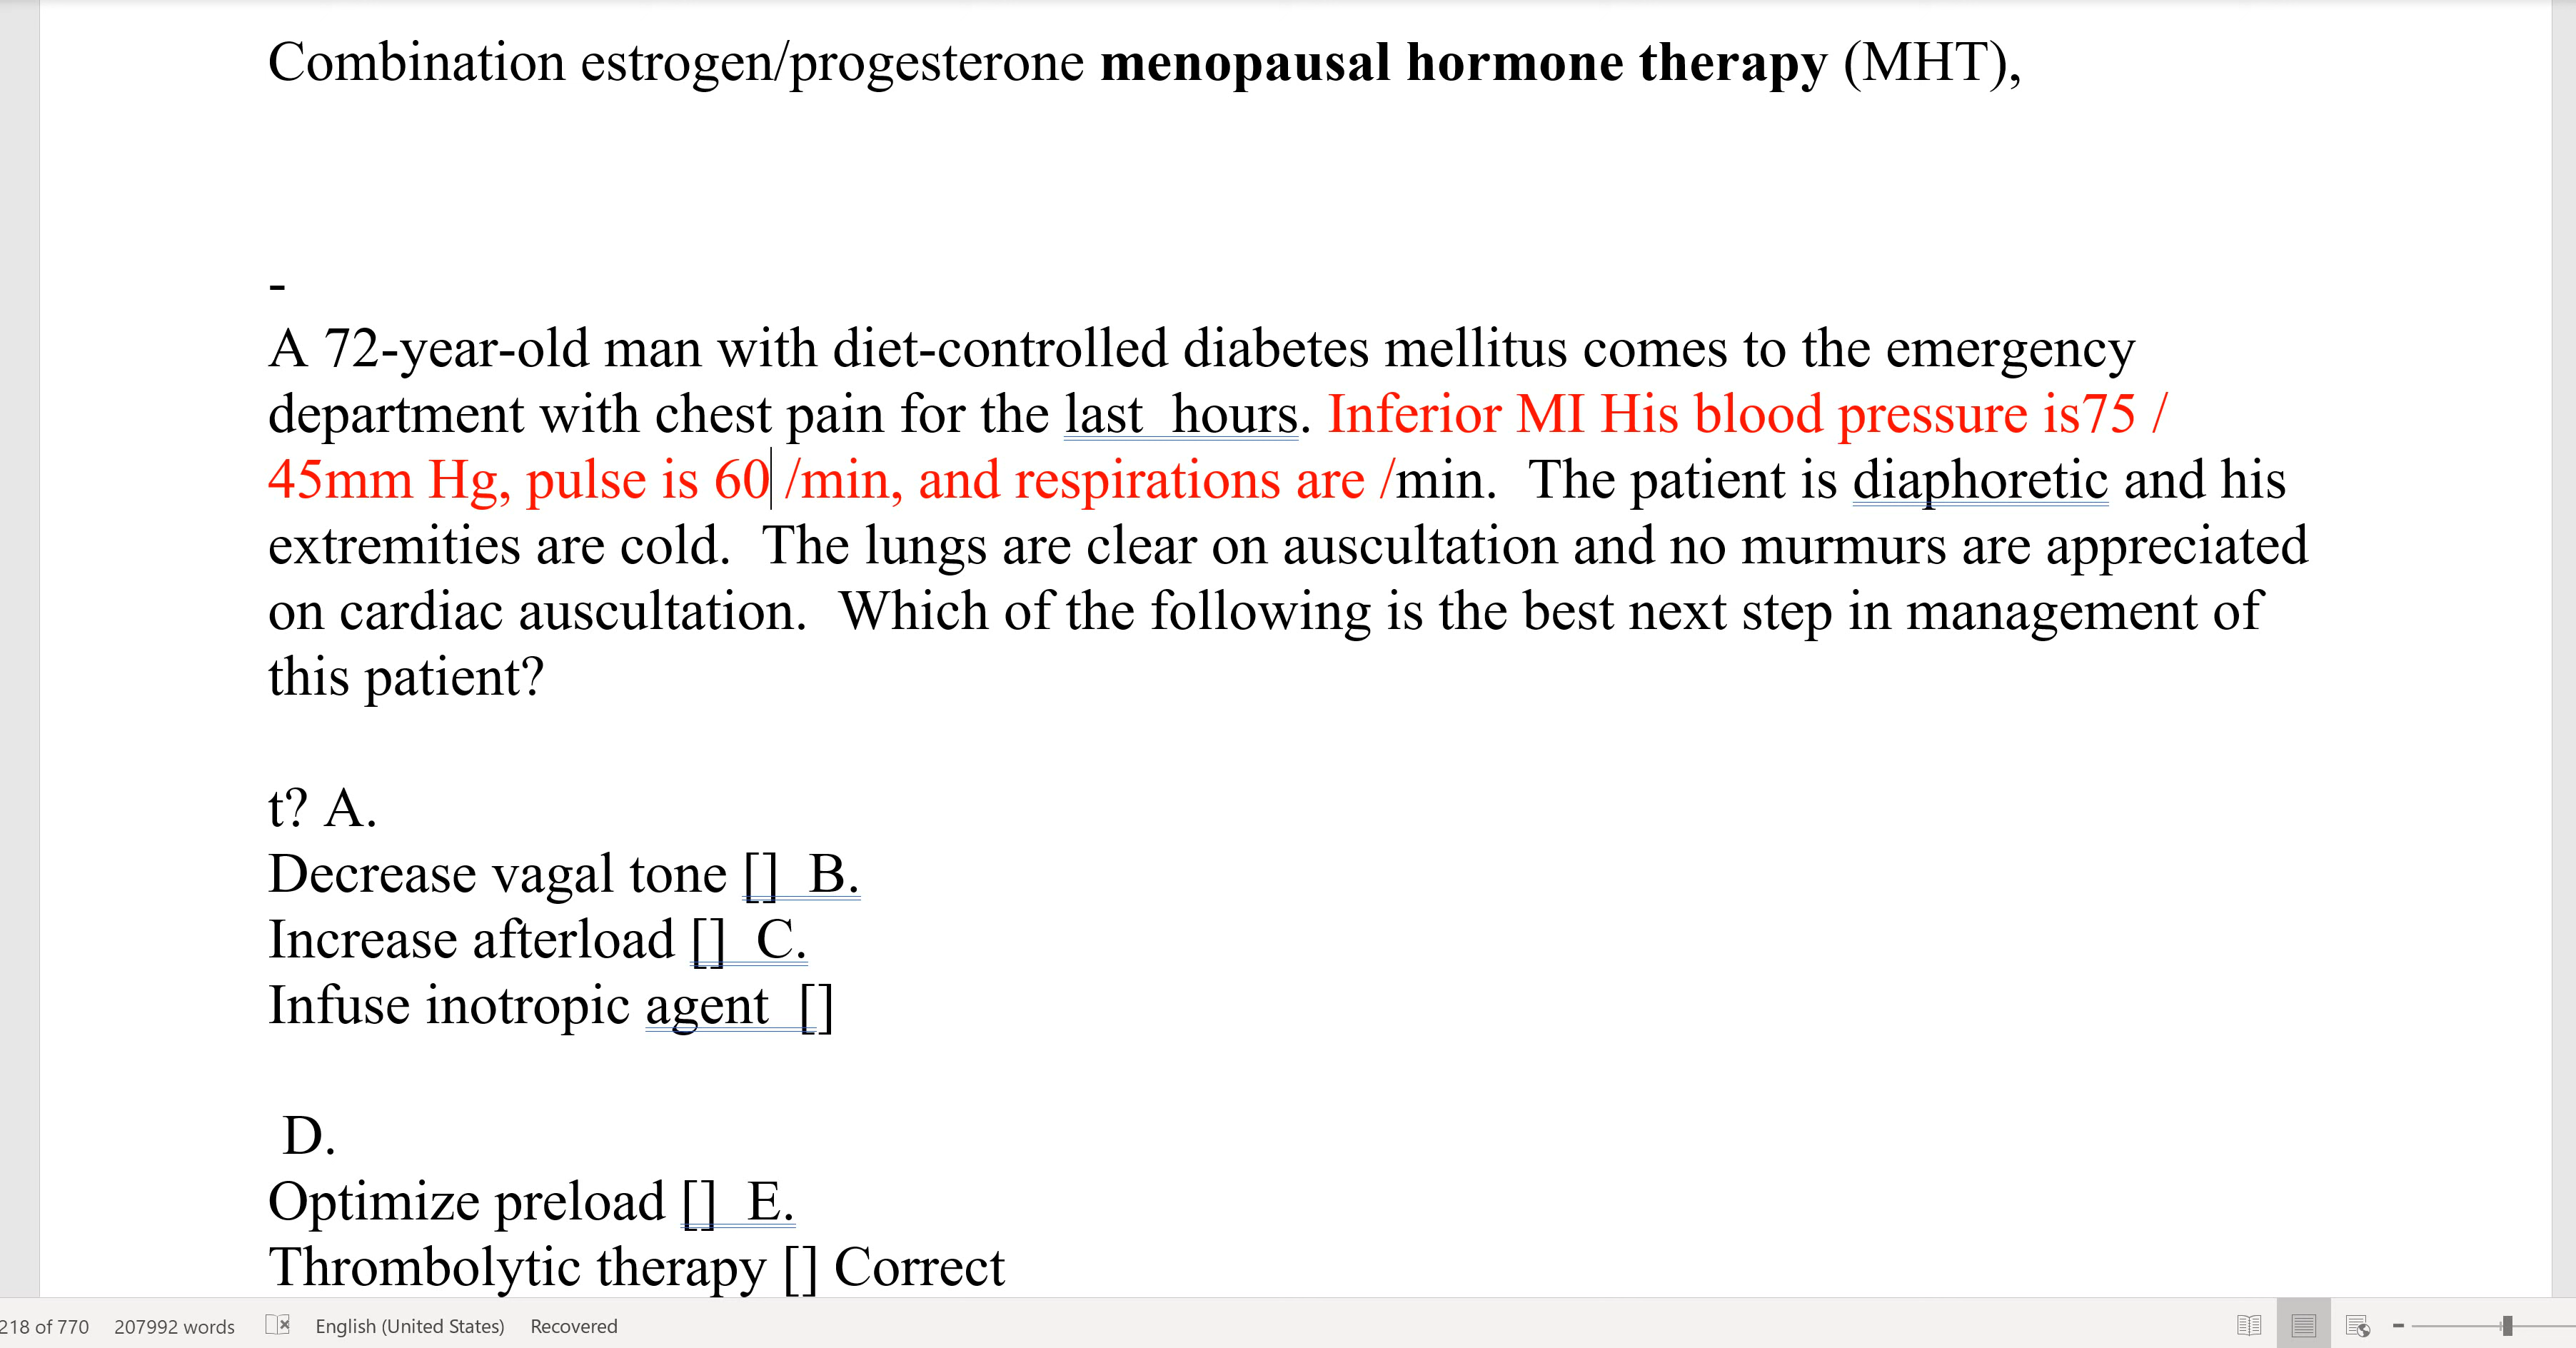 Combination estrogen/progesterone menopausal hormone therapy (MHT),
-
A 72-year-old man with diet-controlled diabetes mellitus comes to the emergency
department with chest pain for the last  hours. Inferior MI His blood pressure is75 /
45mm Hg, pulse is 60 /min, and respirations are /min.  The patient is diaphoretic and his
extremities are cold.  The lungs are clear on auscultation and no murmurs are appreciated
on cardiac auscultation.  Which of the following is the best next step in management of
this patient?
t? A.
Decrease vagal tone []  B.
Increase afterload []  C.
Infuse inotropic agent  []
D.
Optimize preload []  E.
Thrombolytic therapy [] Correct
218 of 770 207992 words English (United States) Recovered